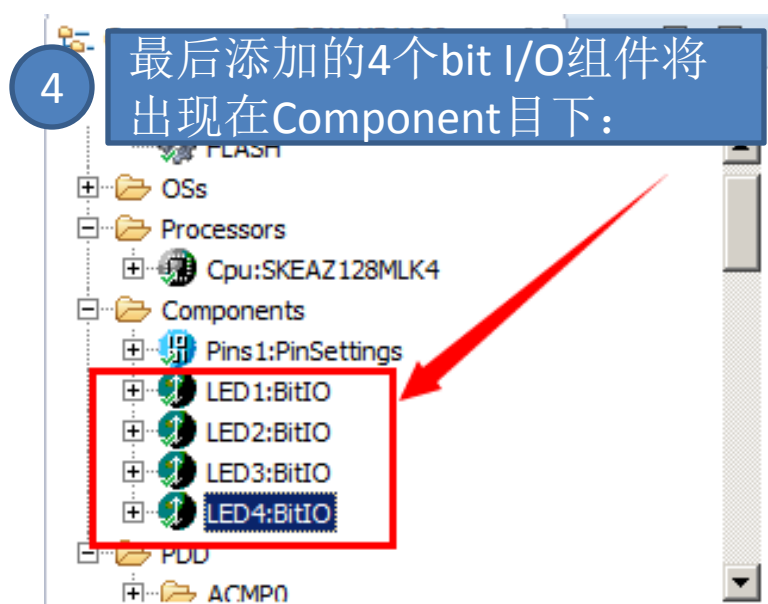 4
最后添加的4个bit I/O组件将
出现在Component目下：
FLASH
OSs
Processors
Cpu:SKEAZ128MLK4
Components
Pins1:PinSettings
LED1:BitIO
LED2:BitIO
LED3:BitIO
LED4:BitIO
PDD
ACMP0